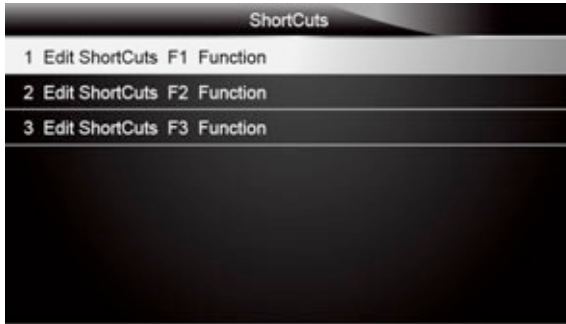 ShortCuts
1 Edit ShortCuts F1 Function
2 Edit ShortCuts F2 Function
3 Edit ShortCuts F3 Function